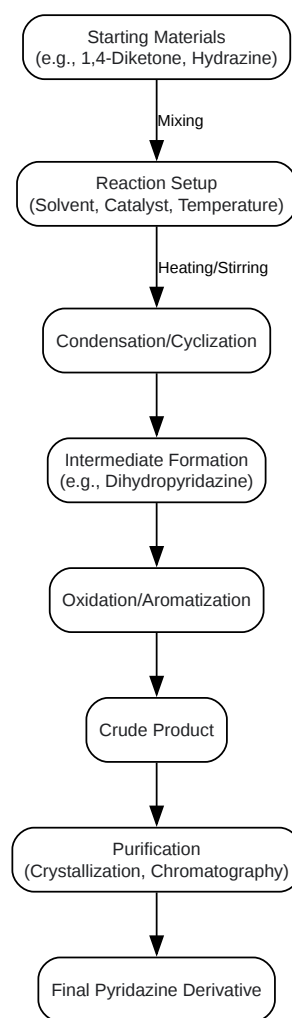 Starting Materials
(e.g., 1,4-Diketone, Hydrazine)
Mixing
Reaction Setup
(Solvent, Catalyst, Temperature)
Heating/Stirring
Condensation/Cyclization
Intermediate Formation
(e.g., Dihydropyridazine)
Oxidation/Aromatization
Crude Product
Purification
(Crystallization, Chromatography)
Final Pyridazine Derivative